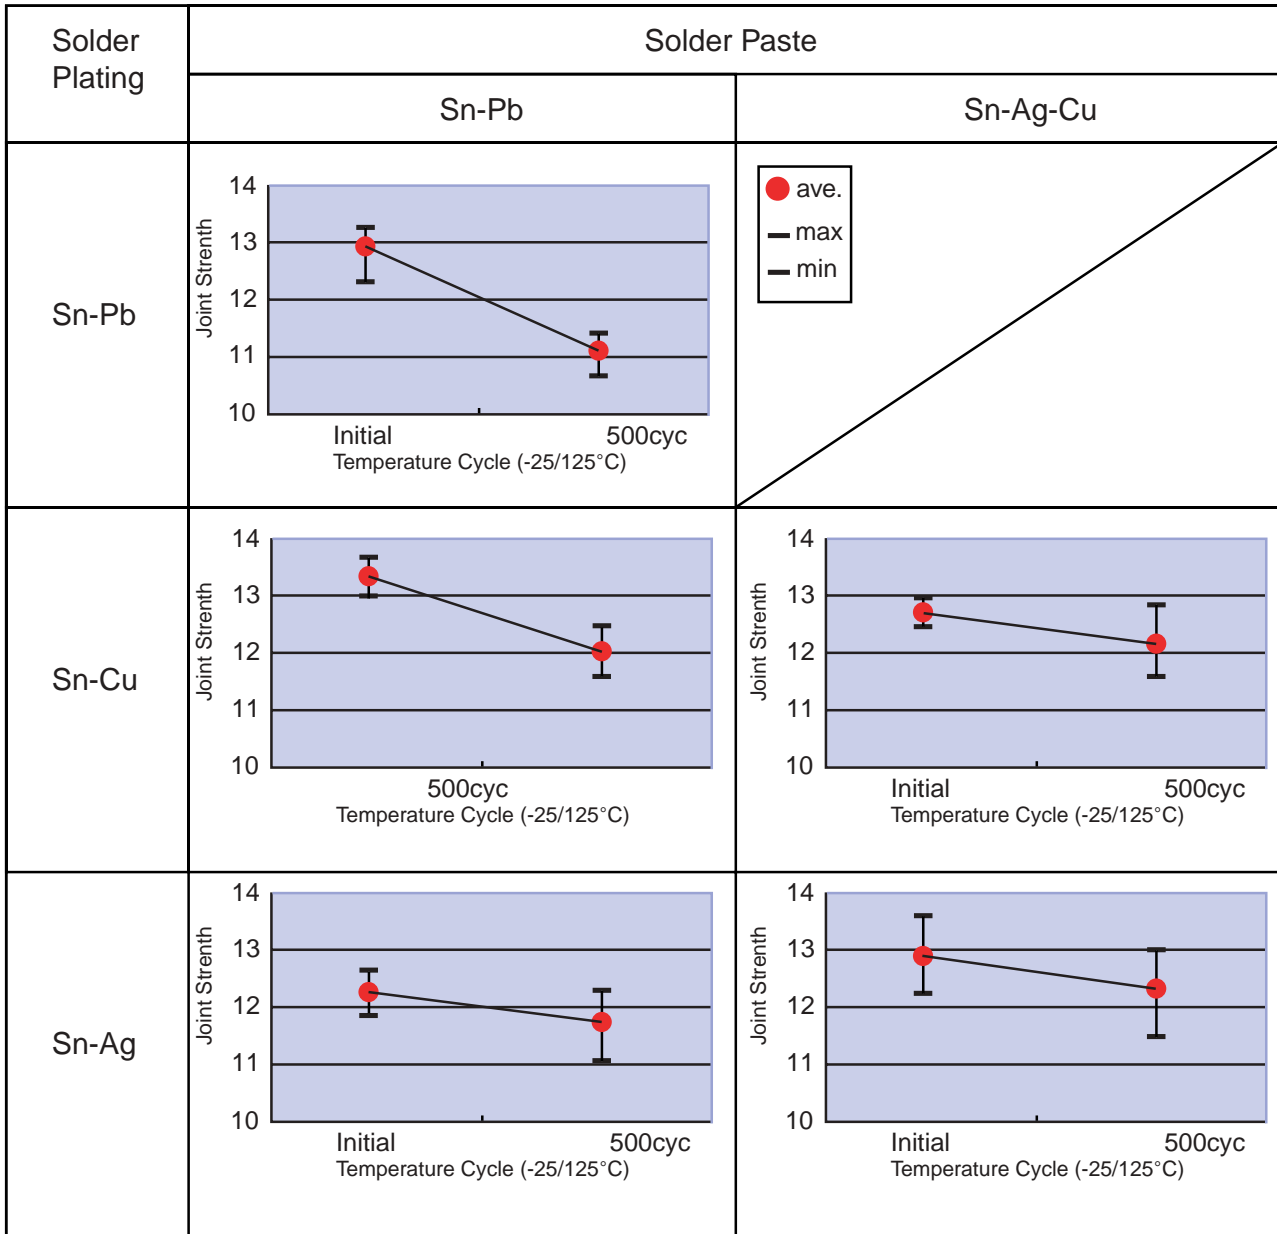 Solder
Plating
Solder Paste
Sn-Pb
Sn-Ag-Cu
Sn-Pb
14
13
12
11
10
Joint Strenth
Initial
500cyc
Temperature Cycle (-25/125°C)
ave.
max
min
Sn-Cu
14
13
12
11
10
Joint Strenth
500cyc
Temperature Cycle (-25/125°C)
14
13
12
11
10
Joint Strenth
Initial
500cyc
Temperature Cycle (-25/125°C)
Sn-Ag
14
13
12
11
10
Joint Strenth
Initial
500cyc
Temperature Cycle (-25/125°C)
14
13
12
11
10
Joint Strenth
Initial
500cyc
Temperature Cycle (-25/125°C)